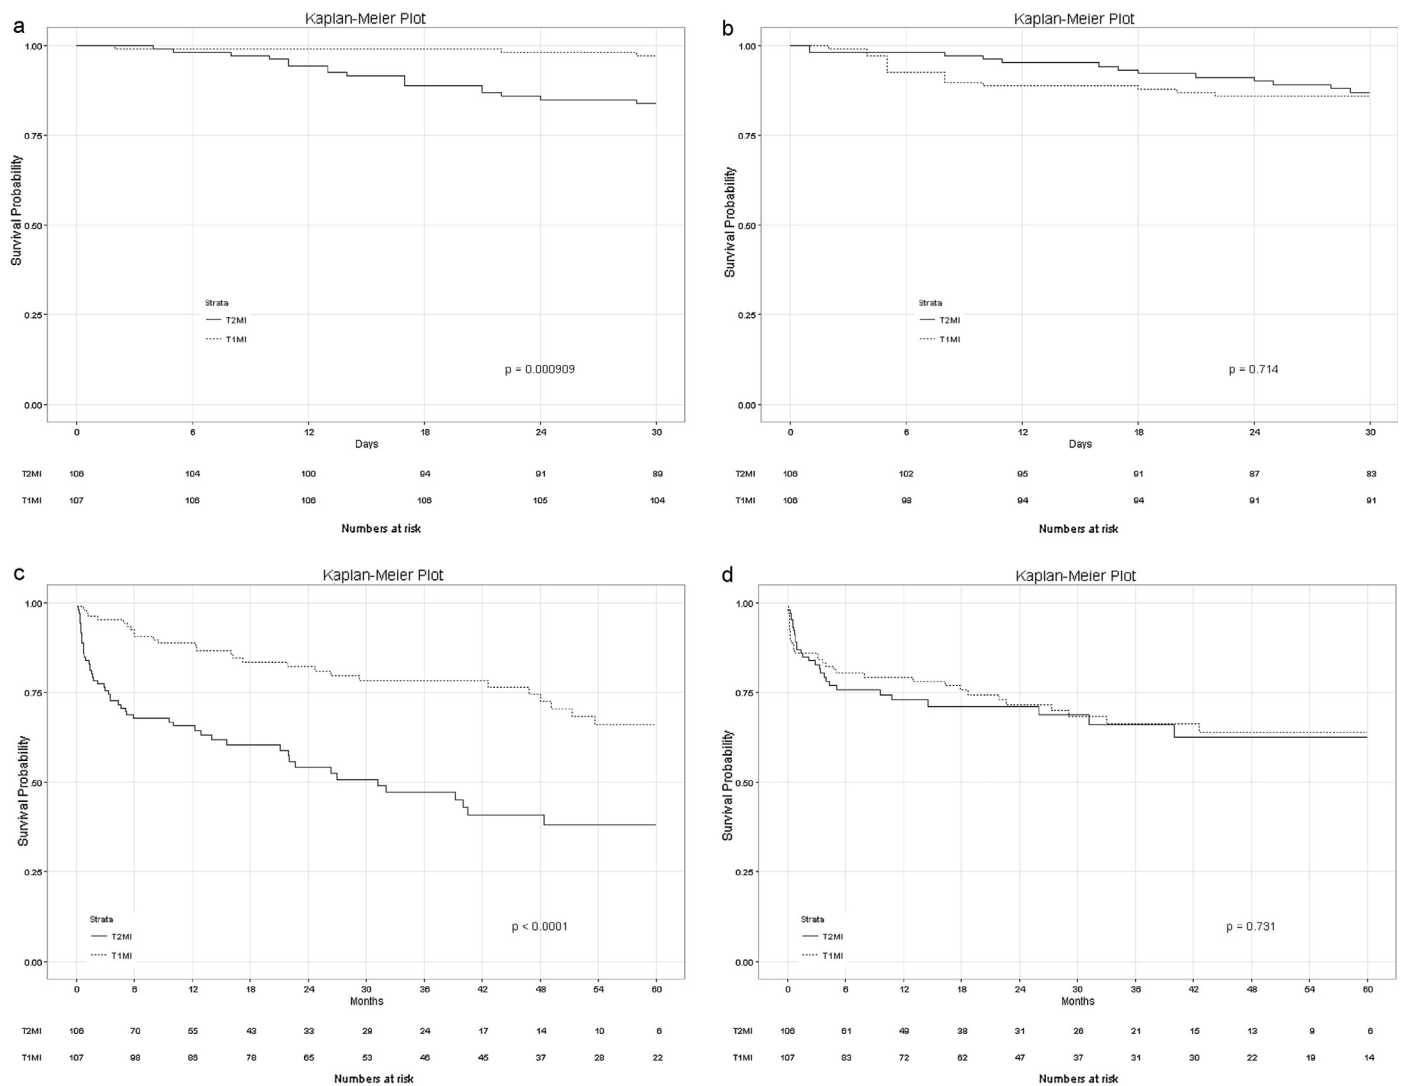 a
Kaplan-Meier Plot
1.00
0.75
0.50
0.25
0.00
Survival Probability
Strata
T2MI
T1MI
p = 0.000909
0 6 12 18 24 30
Days
T2MI 106 104 100 94 91 89
T1MI 107 106 106 106 105 104
Numbers at risk
b
Kaplan-Meier Plot
1.00
0.75
0.50
0.25
0.00
Survival Probability
Strata
T2MI
T1MI
p = 0.714
0 6 12 18 24 30
Days
T2MI 106 102 95 91 87 83
T1MI 106 98 94 94 91 91
Numbers at risk
c
Kaplan-Meier Plot
1.00
0.75
0.50
0.25
0.00
Survival Probability
Strata
T2MI
T1MI
p < 0.0001
0 6 12 18 24 30 36 42 48 54 60
Months
T2MI 106 70 55 43 33 29 24 17 14 10 6
T1MI 107 98 86 78 65 53 46 45 37 28 22
Numbers at risk
d
Kaplan-Meier Plot
1.00
0.75
0.50
0.25
0.00
Survival Probability
Strata
T2MI
T1MI
p = 0.731
0 6 12 18 24 30 36 42 48 54 60
Months
T2MI 106 61 49 38 31 26 21 15 13 9 6
T1MI 107 83 72 62 47 37 31 30 22 19 14
Numbers at risk